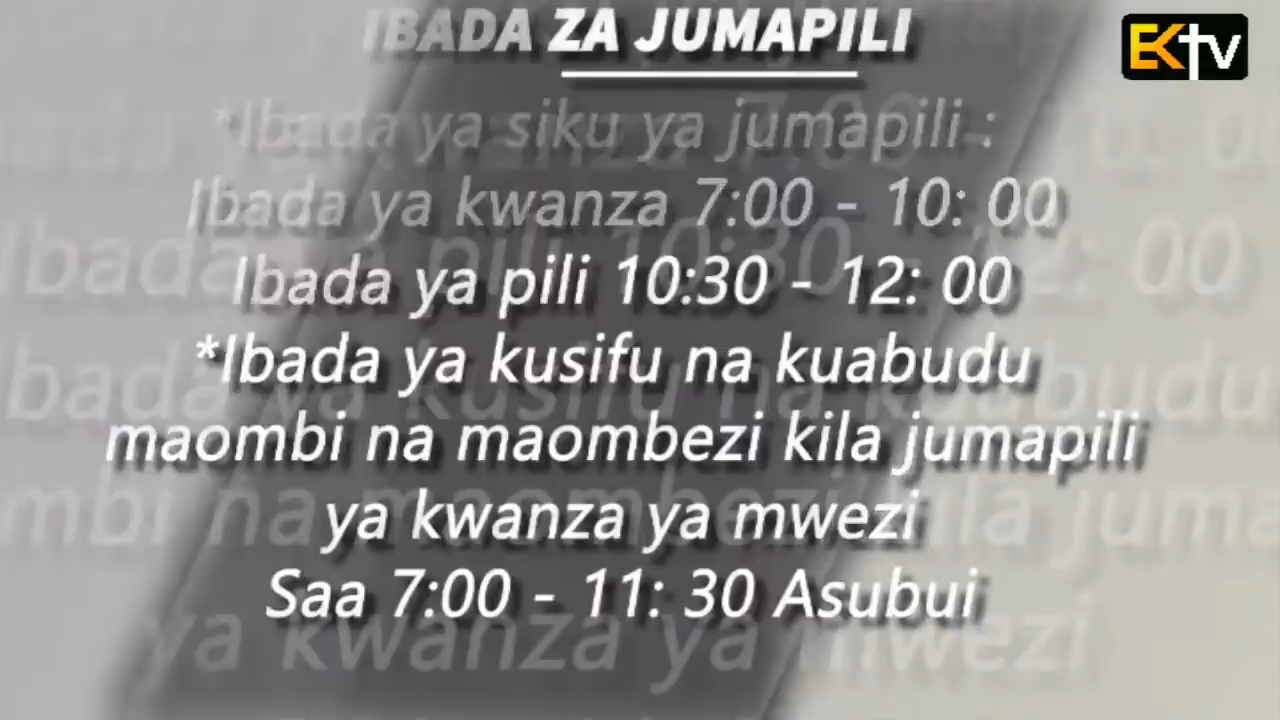 IBADA ZA JUMAPILI
EKTV
*Ibada ya siku ya jumapili :
Ibada ya kwanza 7:00 - 10: 00
Ibada ya pili 10:30 - 12: 00
*Ibada ya kusifu na kuabudu
maombi na maombezi kila jumapili
ya kwanza ya mwezi
Saa 7:00 - 11: 30 Asubui